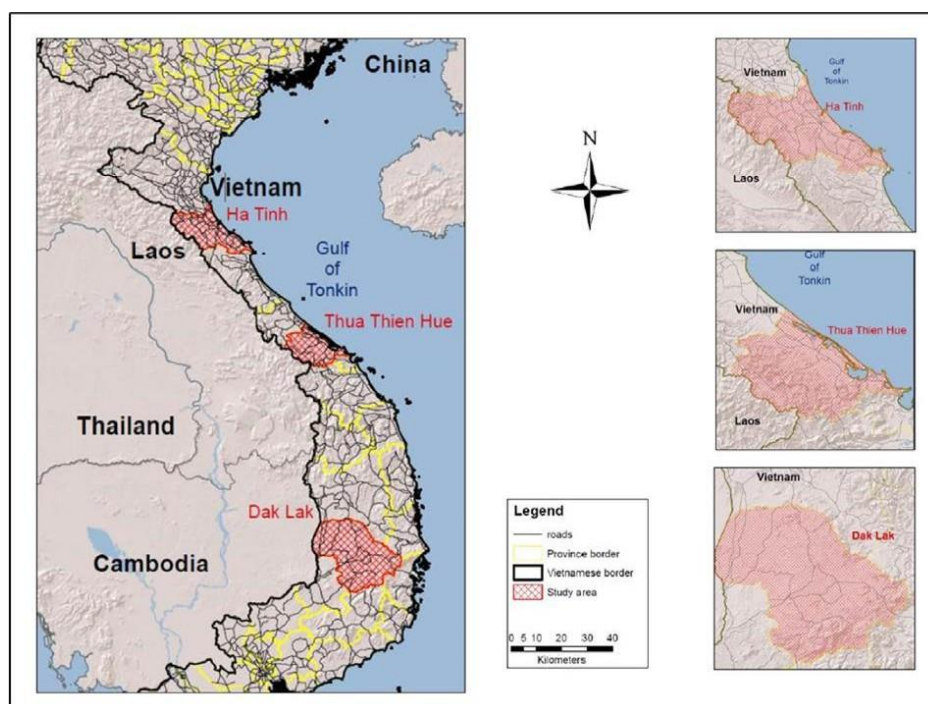 China
Vietnam
Ha Tinh
Laos
Gulf
of
Tonkin
Thua Thien Hue
Thailand
Dak Lak
Cambodia
N
Legend
roads
Province border
Vietnamese border
Study area
0 5 10 20 30 40
Kilometers
Vietnam
Gulf
of
Tonkin
Ha Tinh
Laos
Gulf
of
Tonkin
Vietnam
Thua Thien Hue
Laos
Vietnam
Dak Lak